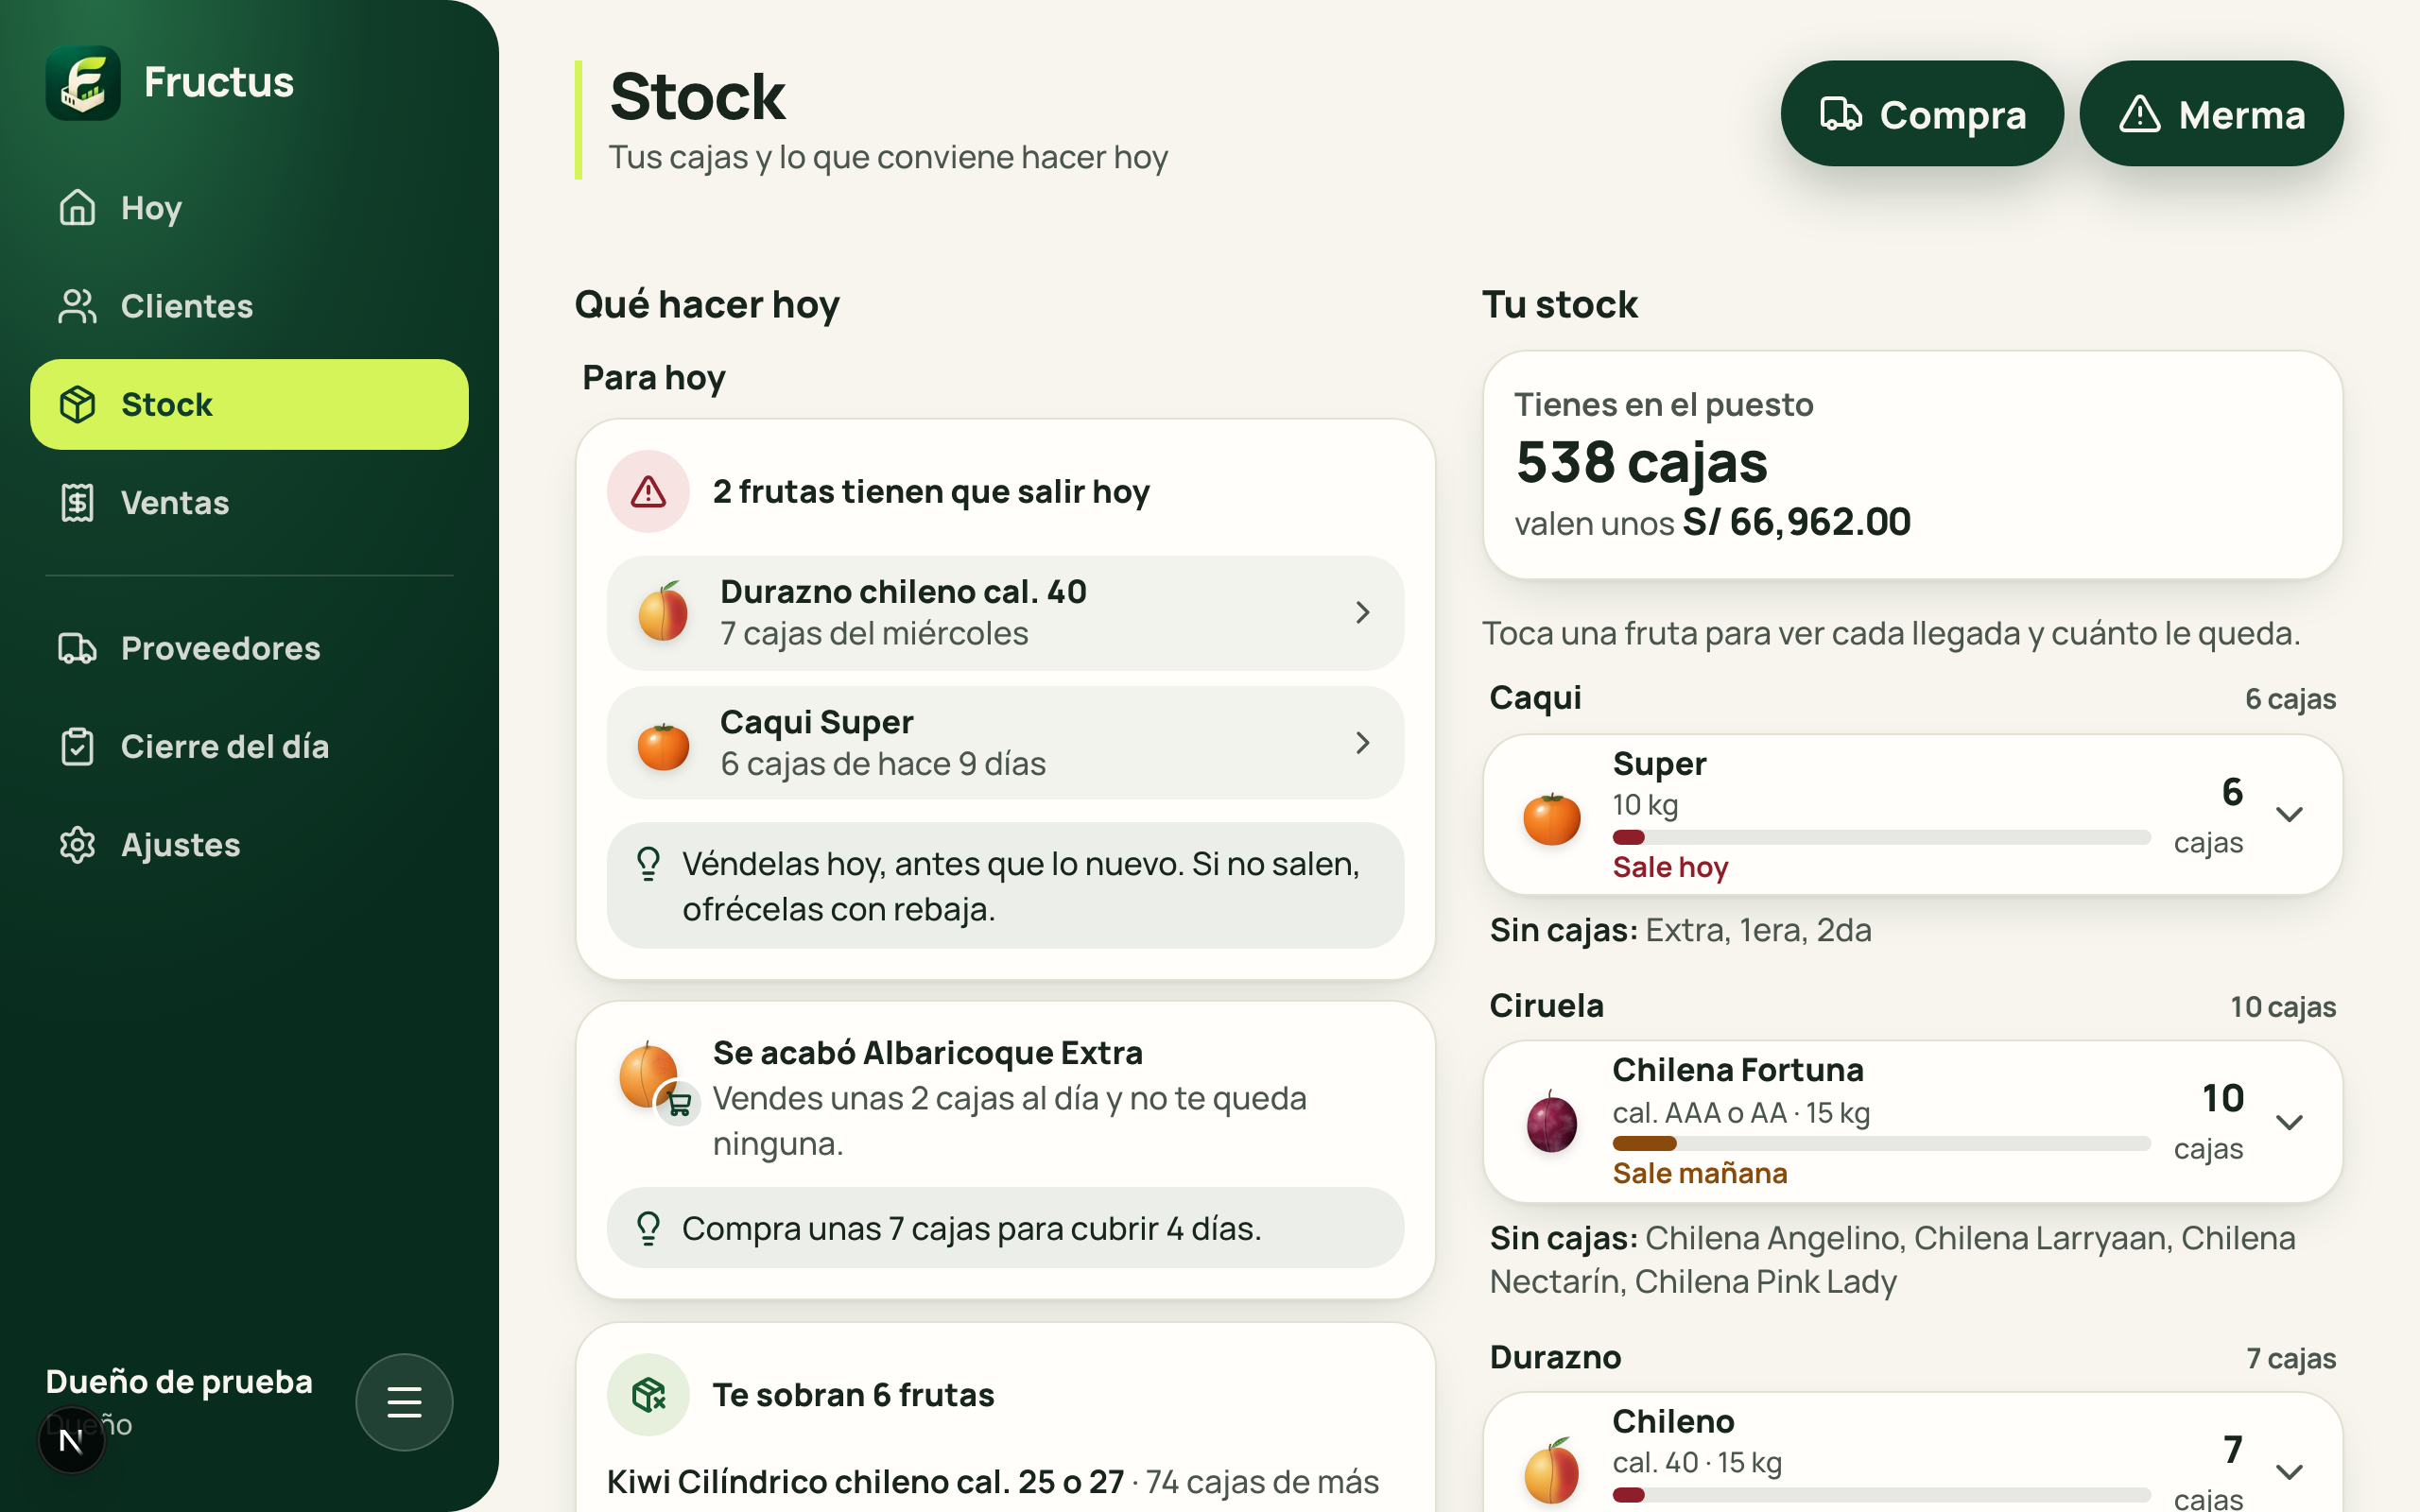 Fructus
Hoy
Clientes
Stock
Ventas
Proveedores
Cierre del día
Ajustes
Dueño de prueba
Dueño
N
Stock
Tus cajas y lo que conviene hacer hoy
Compra
Merma
Qué hacer hoy
Para hoy
2 frutas tienen que salir hoy
Durazno chileno cal. 40
7 cajas del miércoles
Caqui Super
6 cajas de hace 9 días
Véndelas hoy, antes que lo nuevo. Si no salen,
ofrécelas con rebaja.
Se acabó Albaricoque Extra
Vendes unas 2 cajas al día y no te queda
ninguna.
Compra unas 7 cajas para cubrir 4 días.
Te sobran 6 frutas
Kiwi Cilíndrico chileno cal. 25 o 27 · 74 cajas de más
Tu stock
Tienes en el puesto
538 cajas
valen unos S/ 66,962.00
Toca una fruta para ver cada llegada y cuánto le queda.
Caqui
6 cajas
Super
10 kg
Sale hoy
6
cajas
Sin cajas: Extra, 1era, 2da
Ciruela
10 cajas
Chilena Fortuna
cal. AAA o AA · 15 kg
Sale mañana
10
cajas
Sin cajas: Chilena Angelino, Chilena Larryaan, Chilena
Nectarín, Chilena Pink Lady
Durazno
7 cajas
Chileno
cal. 40 · 15 kg
7
cajas